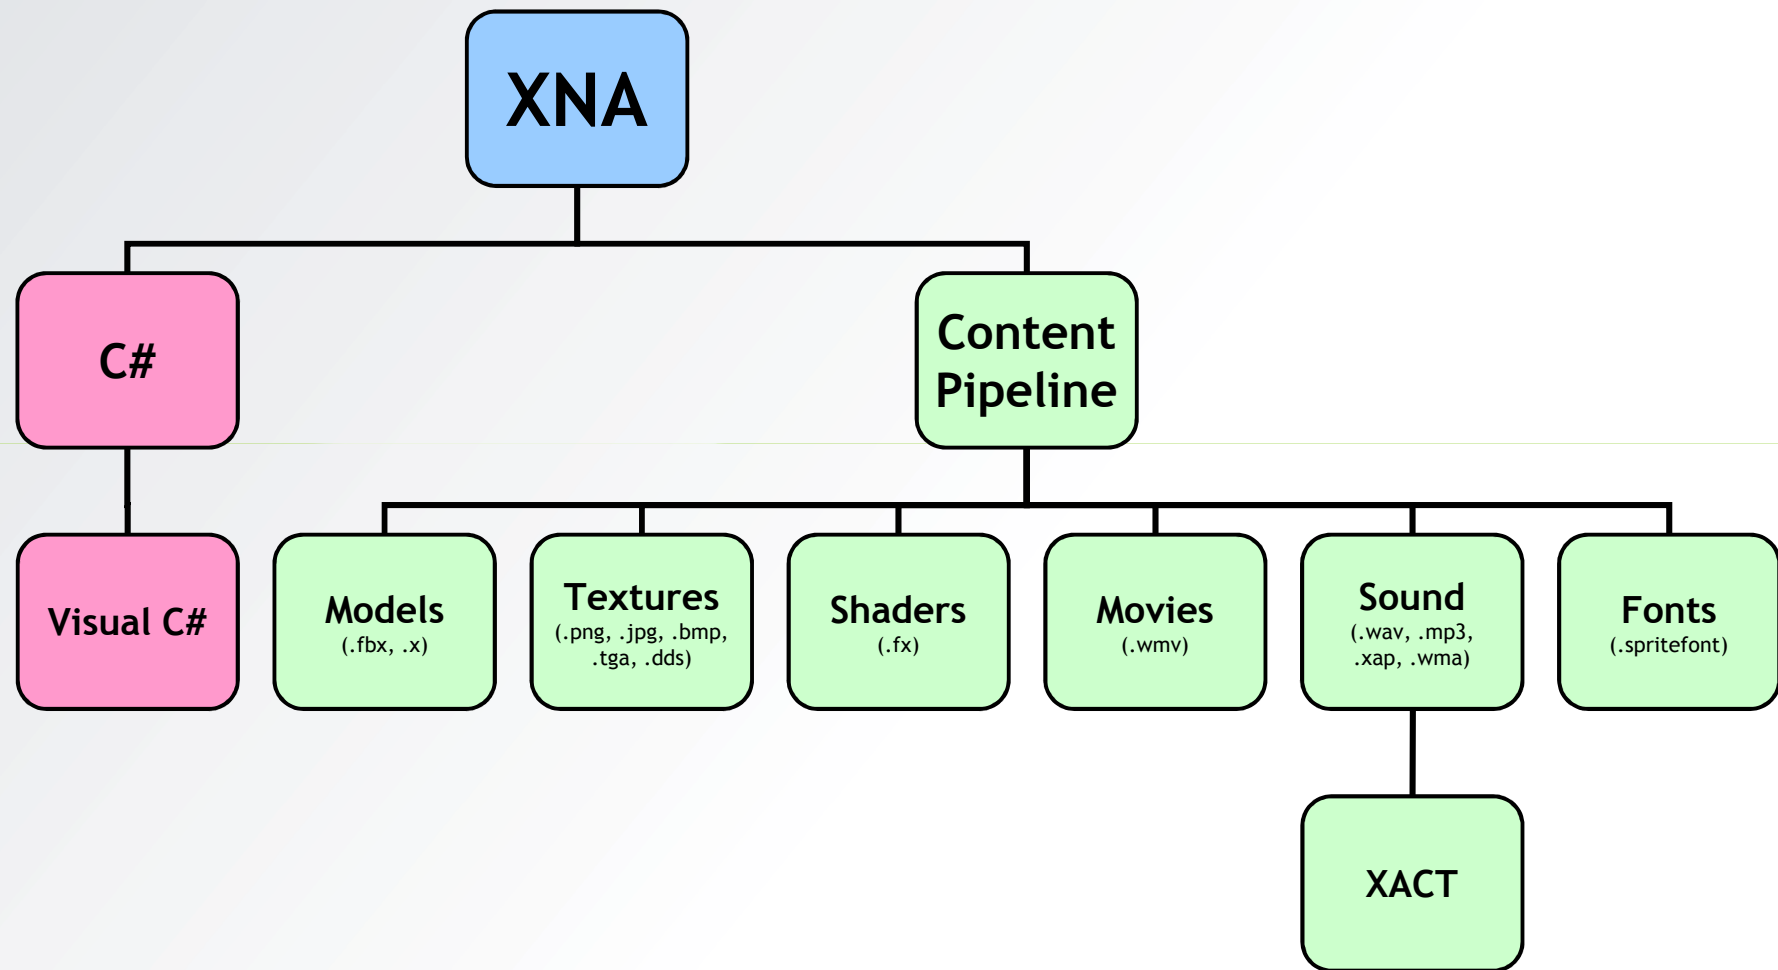 XNA
C#
Content
Pipeline
Visual C#
Models
(.fbx, .x)
Textures
(.png, .jpg, .bmp,
.tga, .dds)
Shaders
(.fx)
Movies
(.wmv)
Sound
(.wav, .mp3,
.xap, .wma)
Fonts
(.spritefont)
XACT